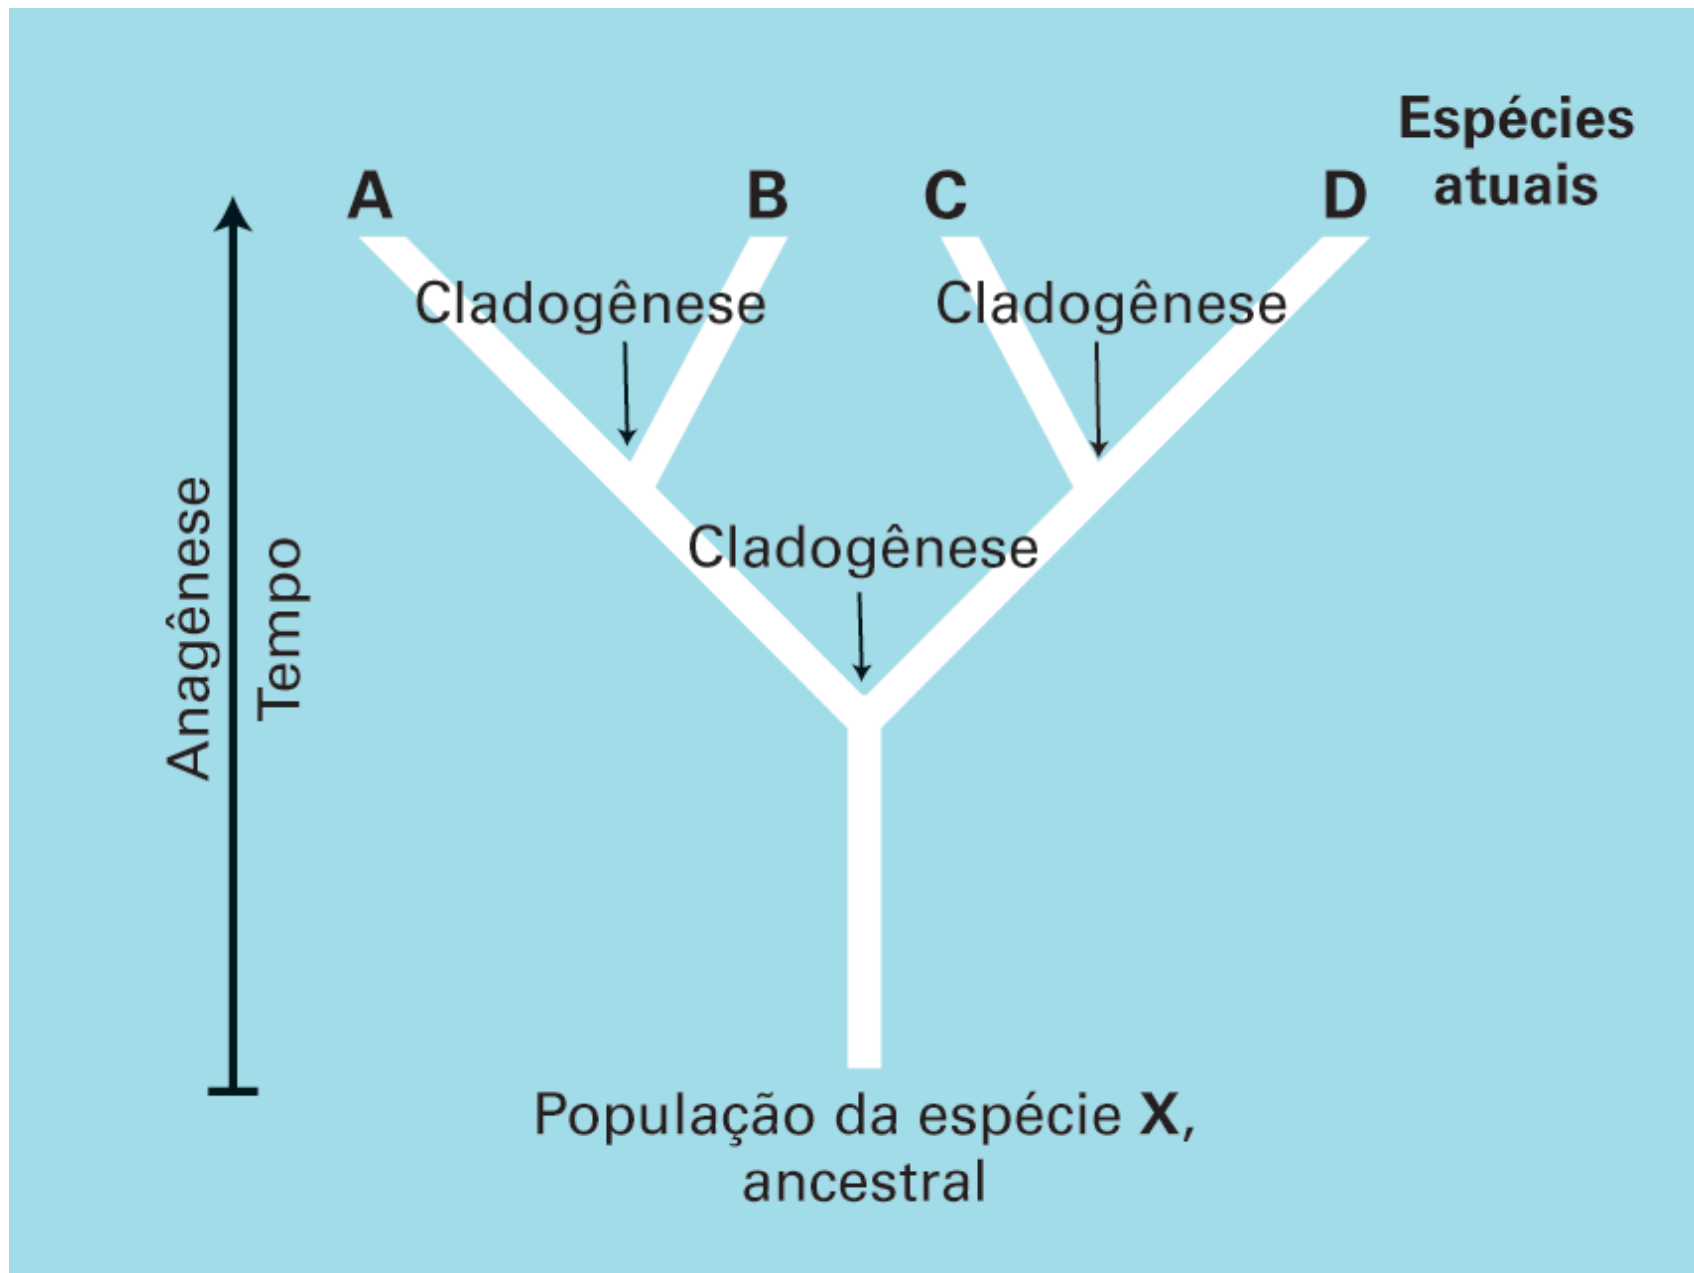 Espécies
atuais
A
B
C
D
Cladogênese
Cladogênese
Cladogênese
Anagênese
Tempo
População da espécie X,
ancestral